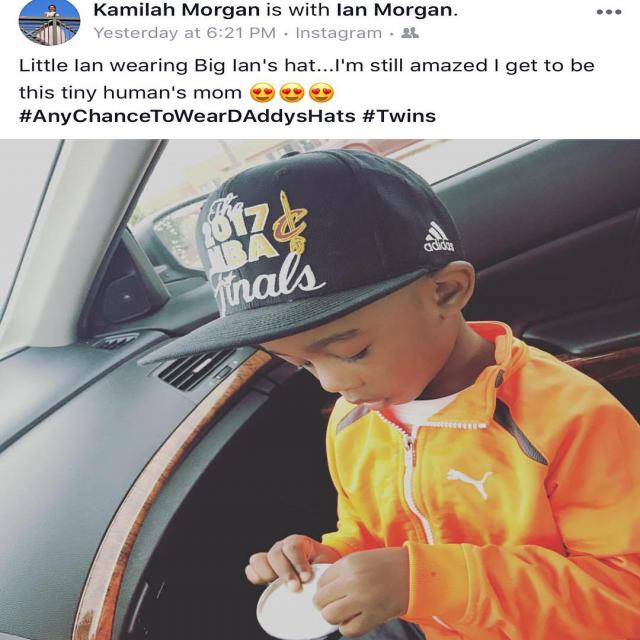 Kamilah Morgan is with Ian Morgan.
Yesterday at 6:21 PM · Instagram ·
Little Ian wearing Big Ian's hat...I'm still amazed I get to be
this tiny human's mom 😍😍😍
#AnyChanceToWearDAddysHats #Twins
The
2017
NBA
Finals
adidas